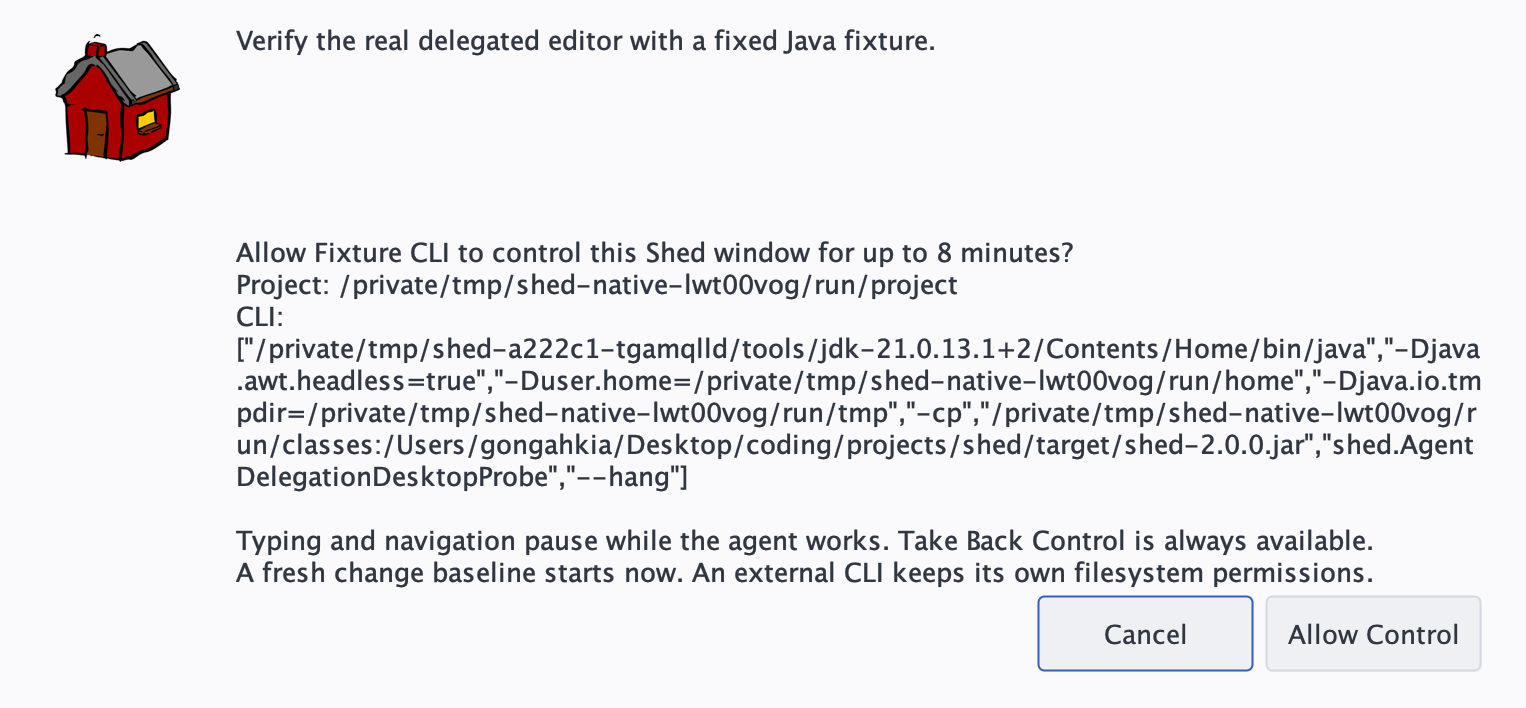 Verify the real delegated editor with a fixed Java fixture.
Allow Fixture CLI to control this Shed window for up to 8 minutes?
Project: /private/tmp/shed-native-lwt00vog/run/project
CLI:
["/private/tmp/shed-a222c1-tgamqlld/tools/jdk-21.0.13.1+2/Contents/Home/bin/java","-Djava
.awt.headless=true","-Duser.home=/private/tmp/shed-native-lwt00vog/run/home","-Djava.io.tm
pdir=/private/tmp/shed-native-lwt00vog/run/tmp","-cp","/private/tmp/shed-native-lwt00vog/r
un/classes:/Users/gongahkia/Desktop/coding/projects/shed/target/shed-2.0.0.jar","shed.Agent
DelegationDesktopProbe","--hang"]
Typing and navigation pause while the agent works. Take Back Control is always available.
A fresh change baseline starts now. An external CLI keeps its own filesystem permissions.
Cancel
Allow Control